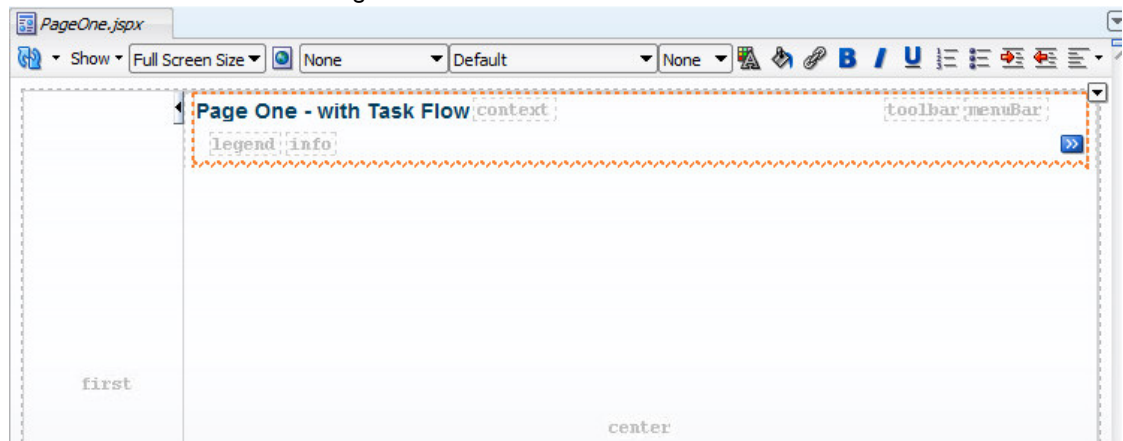 PageOne.jspx
Show Full Screen Size None Default None B I U
Page One - with Task Flow context toolbar menuBar
legend info
first
center